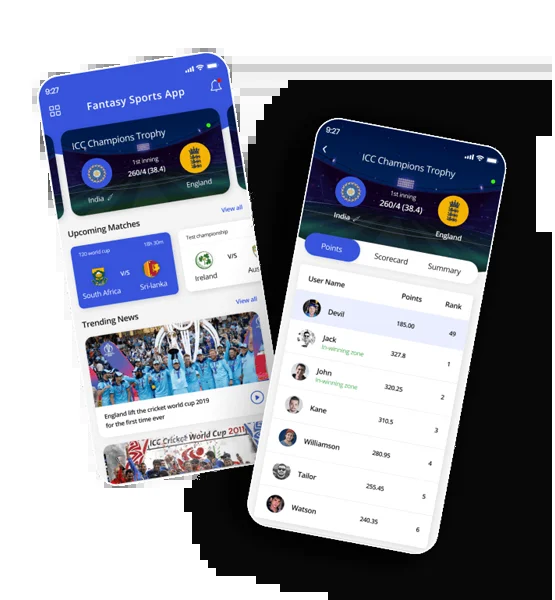 9:27
Fantasy Sports App
ICC Champions Trophy
1st inning
260/4 (38.4)
India
England
View all
Upcoming Matches
T20 world cup
18h 30m
South Africa
V/S
Sri-lanka
Test championship
Ireland
V/S
Aus
View all
Trending News
England lift the cricket world cup 2019
for the first time ever
ICC Cricket World Cup 2011
9:27
ICC Champions Trophy
1st inning
260/4 (38.4)
India
England
Points
Scorecard
Summary
User Name
Points
Rank
Devil
185.00
49
Jack
In-winning zone
327.8
1
John
In-winning zone
320.25
2
Kane
310.5
3
Williamson
280.95
4
Tailor
255.45
5
Watson
240.35
6